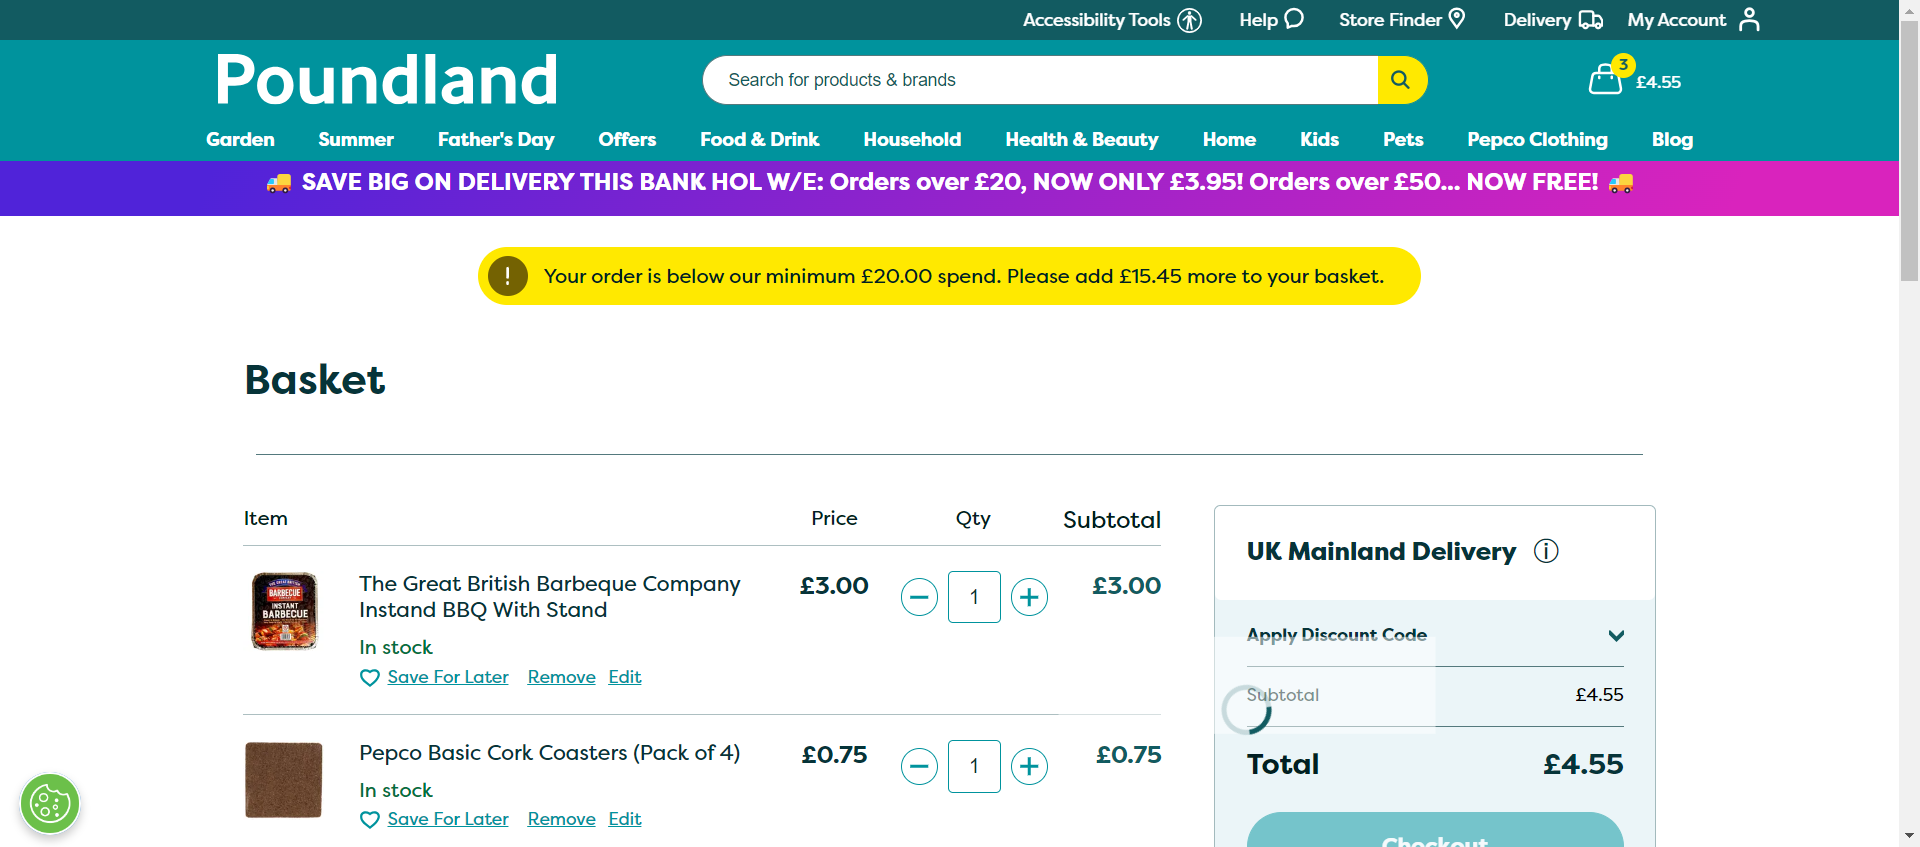 Accessibility Tools Help Store Finder Delivery My Account
Poundland
Search for products & brands
3
£4.55
Garden Summer Father's Day Offers Food & Drink Household Health & Beauty Home Kids Pets Pepco Clothing Blog
SAVE BIG ON DELIVERY THIS BANK HOL W/E: Orders over £20, NOW ONLY £3.95! Orders over £50... NOW FREE!
! Your order is below our minimum £20.00 spend. Please add £15.45 more to your basket.
Basket
Item Price Qty Subtotal
The Great British Barbeque Company £3.00 1 £3.00
Instand BBQ With Stand
In stock
Save For Later Remove Edit
BARBECUE
INSTANT
BARBECUE
Pepco Basic Cork Coasters (Pack of 4) £0.75 1 £0.75
In stock
Save For Later Remove Edit
UK Mainland Delivery
Apply Discount Code
Subtotal £4.55
Total £4.55
Checkout